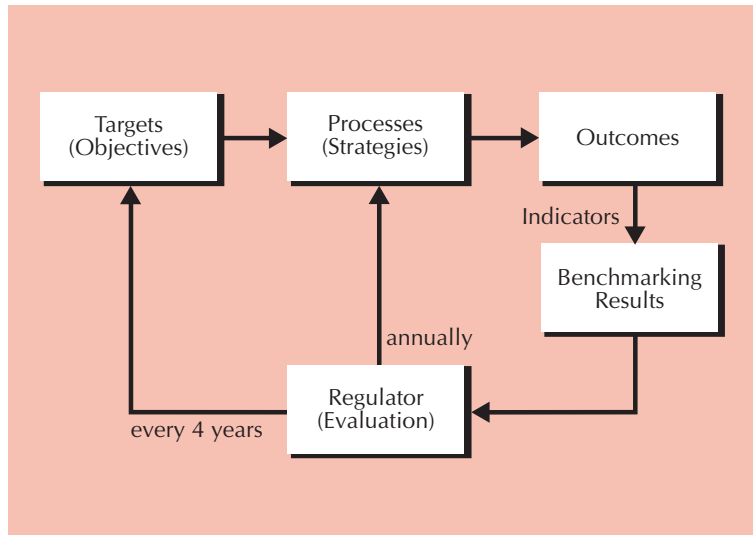 Targets
(Objectives)
Processes
(Strategies)
Outcomes
Indicators
Benchmarking
Results
annually
Regulator
(Evaluation)
every 4 years